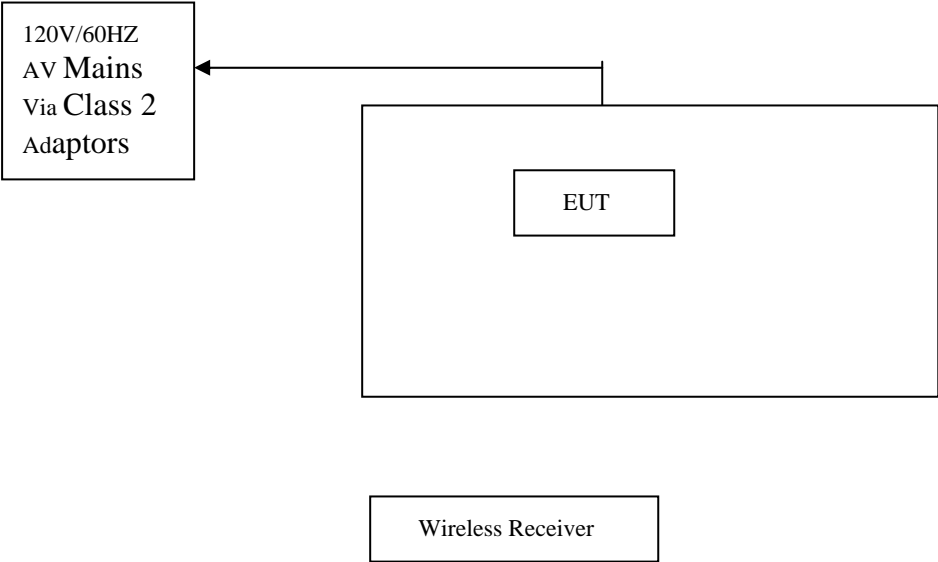 120V/60HZ
AV Mains
Via Class 2
Adaptors
EUT
Wireless Receiver